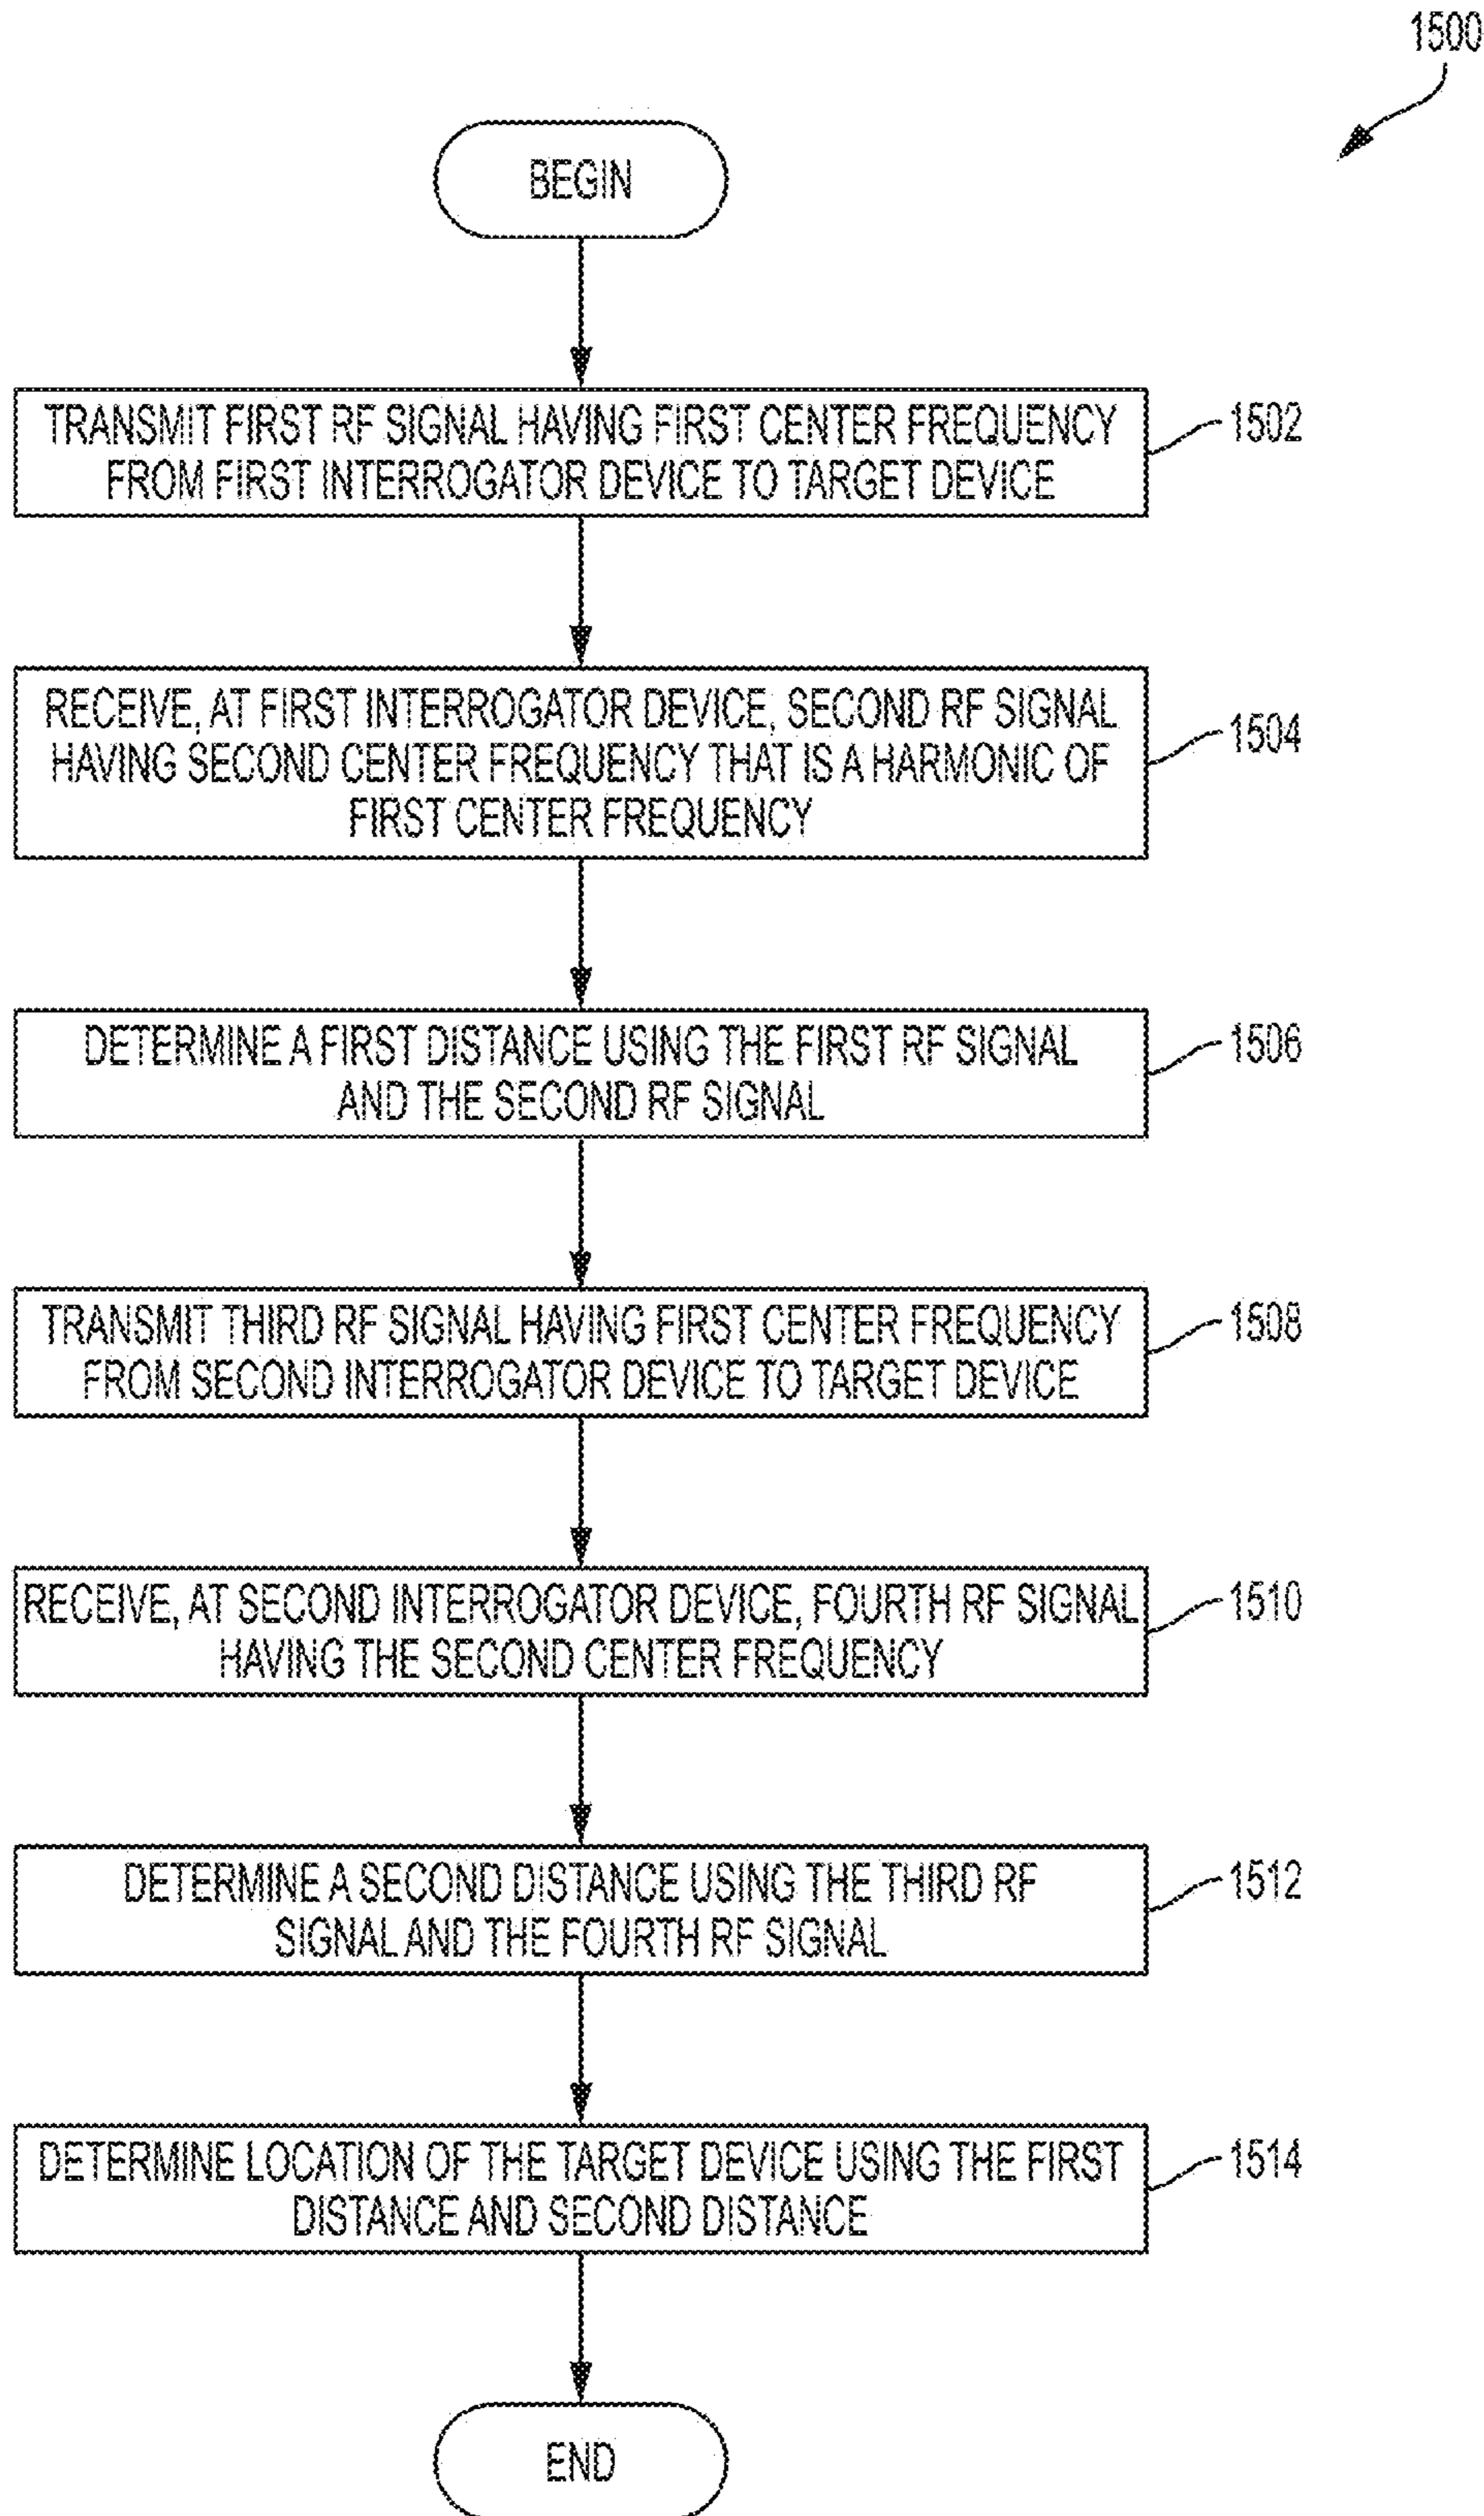 1500
BEGIN
TRANSMIT FIRST RF SIGNAL HAVING FIRST CENTER FREQUENCY
FROM FIRST INTERROGATOR DEVICE TO TARGET DEVICE
1502
RECEIVE, AT FIRST INTERROGATOR DEVICE, SECOND RF SIGNAL
HAVING SECOND CENTER FREQUENCY THAT IS A HARMONIC OF
FIRST CENTER FREQUENCY
1504
DETERMINE A FIRST DISTANCE USING THE FIRST RF SIGNAL
AND THE SECOND RF SIGNAL
1506
TRANSMIT THIRD RF SIGNAL HAVING FIRST CENTER FREQUENCY
FROM SECOND INTERROGATOR DEVICE TO TARGET DEVICE
1508
RECEIVE, AT SECOND INTERROGATOR DEVICE, FOURTH RF SIGNAL
HAVING THE SECOND CENTER FREQUENCY
1510
DETERMINE A SECOND DISTANCE USING THE THIRD RF
SIGNAL AND THE FOURTH RF SIGNAL
1512
DETERMINE LOCATION OF THE TARGET DEVICE USING THE FIRST
DISTANCE AND SECOND DISTANCE
1514
END